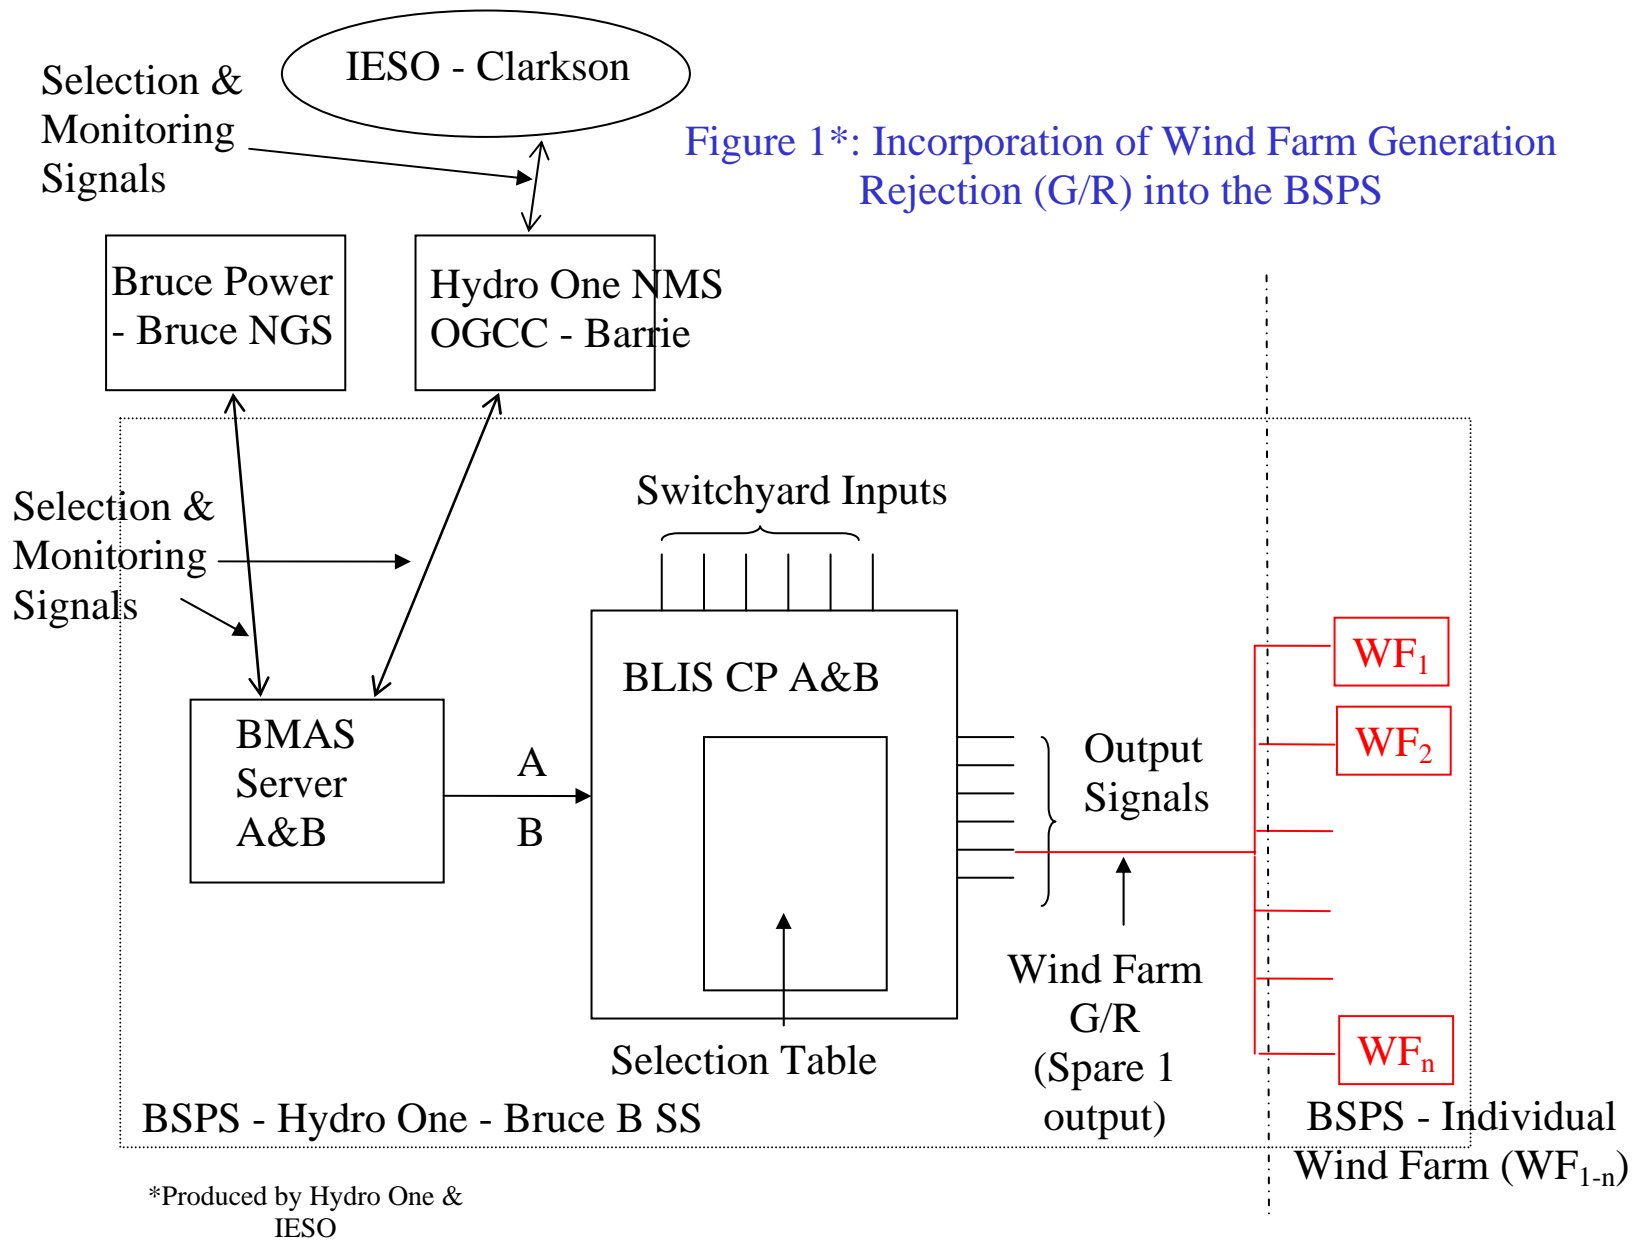 IESO - Clarkson
Selection &
Monitoring
Signals
Figure 1*: Incorporation of Wind Farm Generation
Rejection (G/R) into the BSPS
Bruce Power
- Bruce NGS
Hydro One NMS
OGCC - Barrie
Selection &
Monitoring
Signals
Switchyard Inputs
BLIS CP A&B
BMAS
Server
A&B
A
B
Output
Signals
WF1
WF2
WFn
Wind Farm
G/R
(Spare 1
output)
Selection Table
BSPS - Hydro One - Bruce B SS
BSPS - Individual
Wind Farm (WF1-n)
*Produced by Hydro One &
IESO